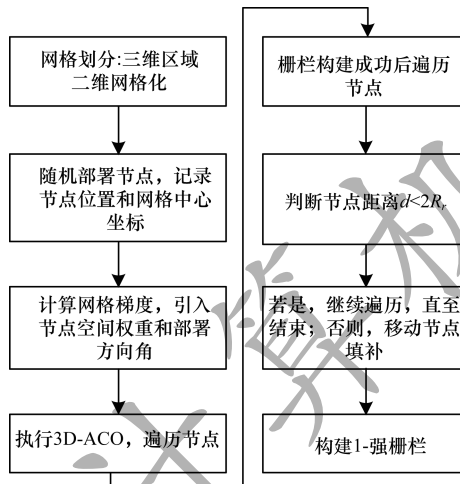 网格划分:三维区域
二维网格化
随机部署节点，记录
节点位置和网格中心
坐标
计算网格梯度，引入
节点空间权重和部署
方向角
执行3D-ACO，遍历节点
栅栏构建成功后遍历
节点
判断节点距离d<2Rr
若是，继续遍历，直至
结束；否则，移动节点
填补
构建1-强栅栏
计算机